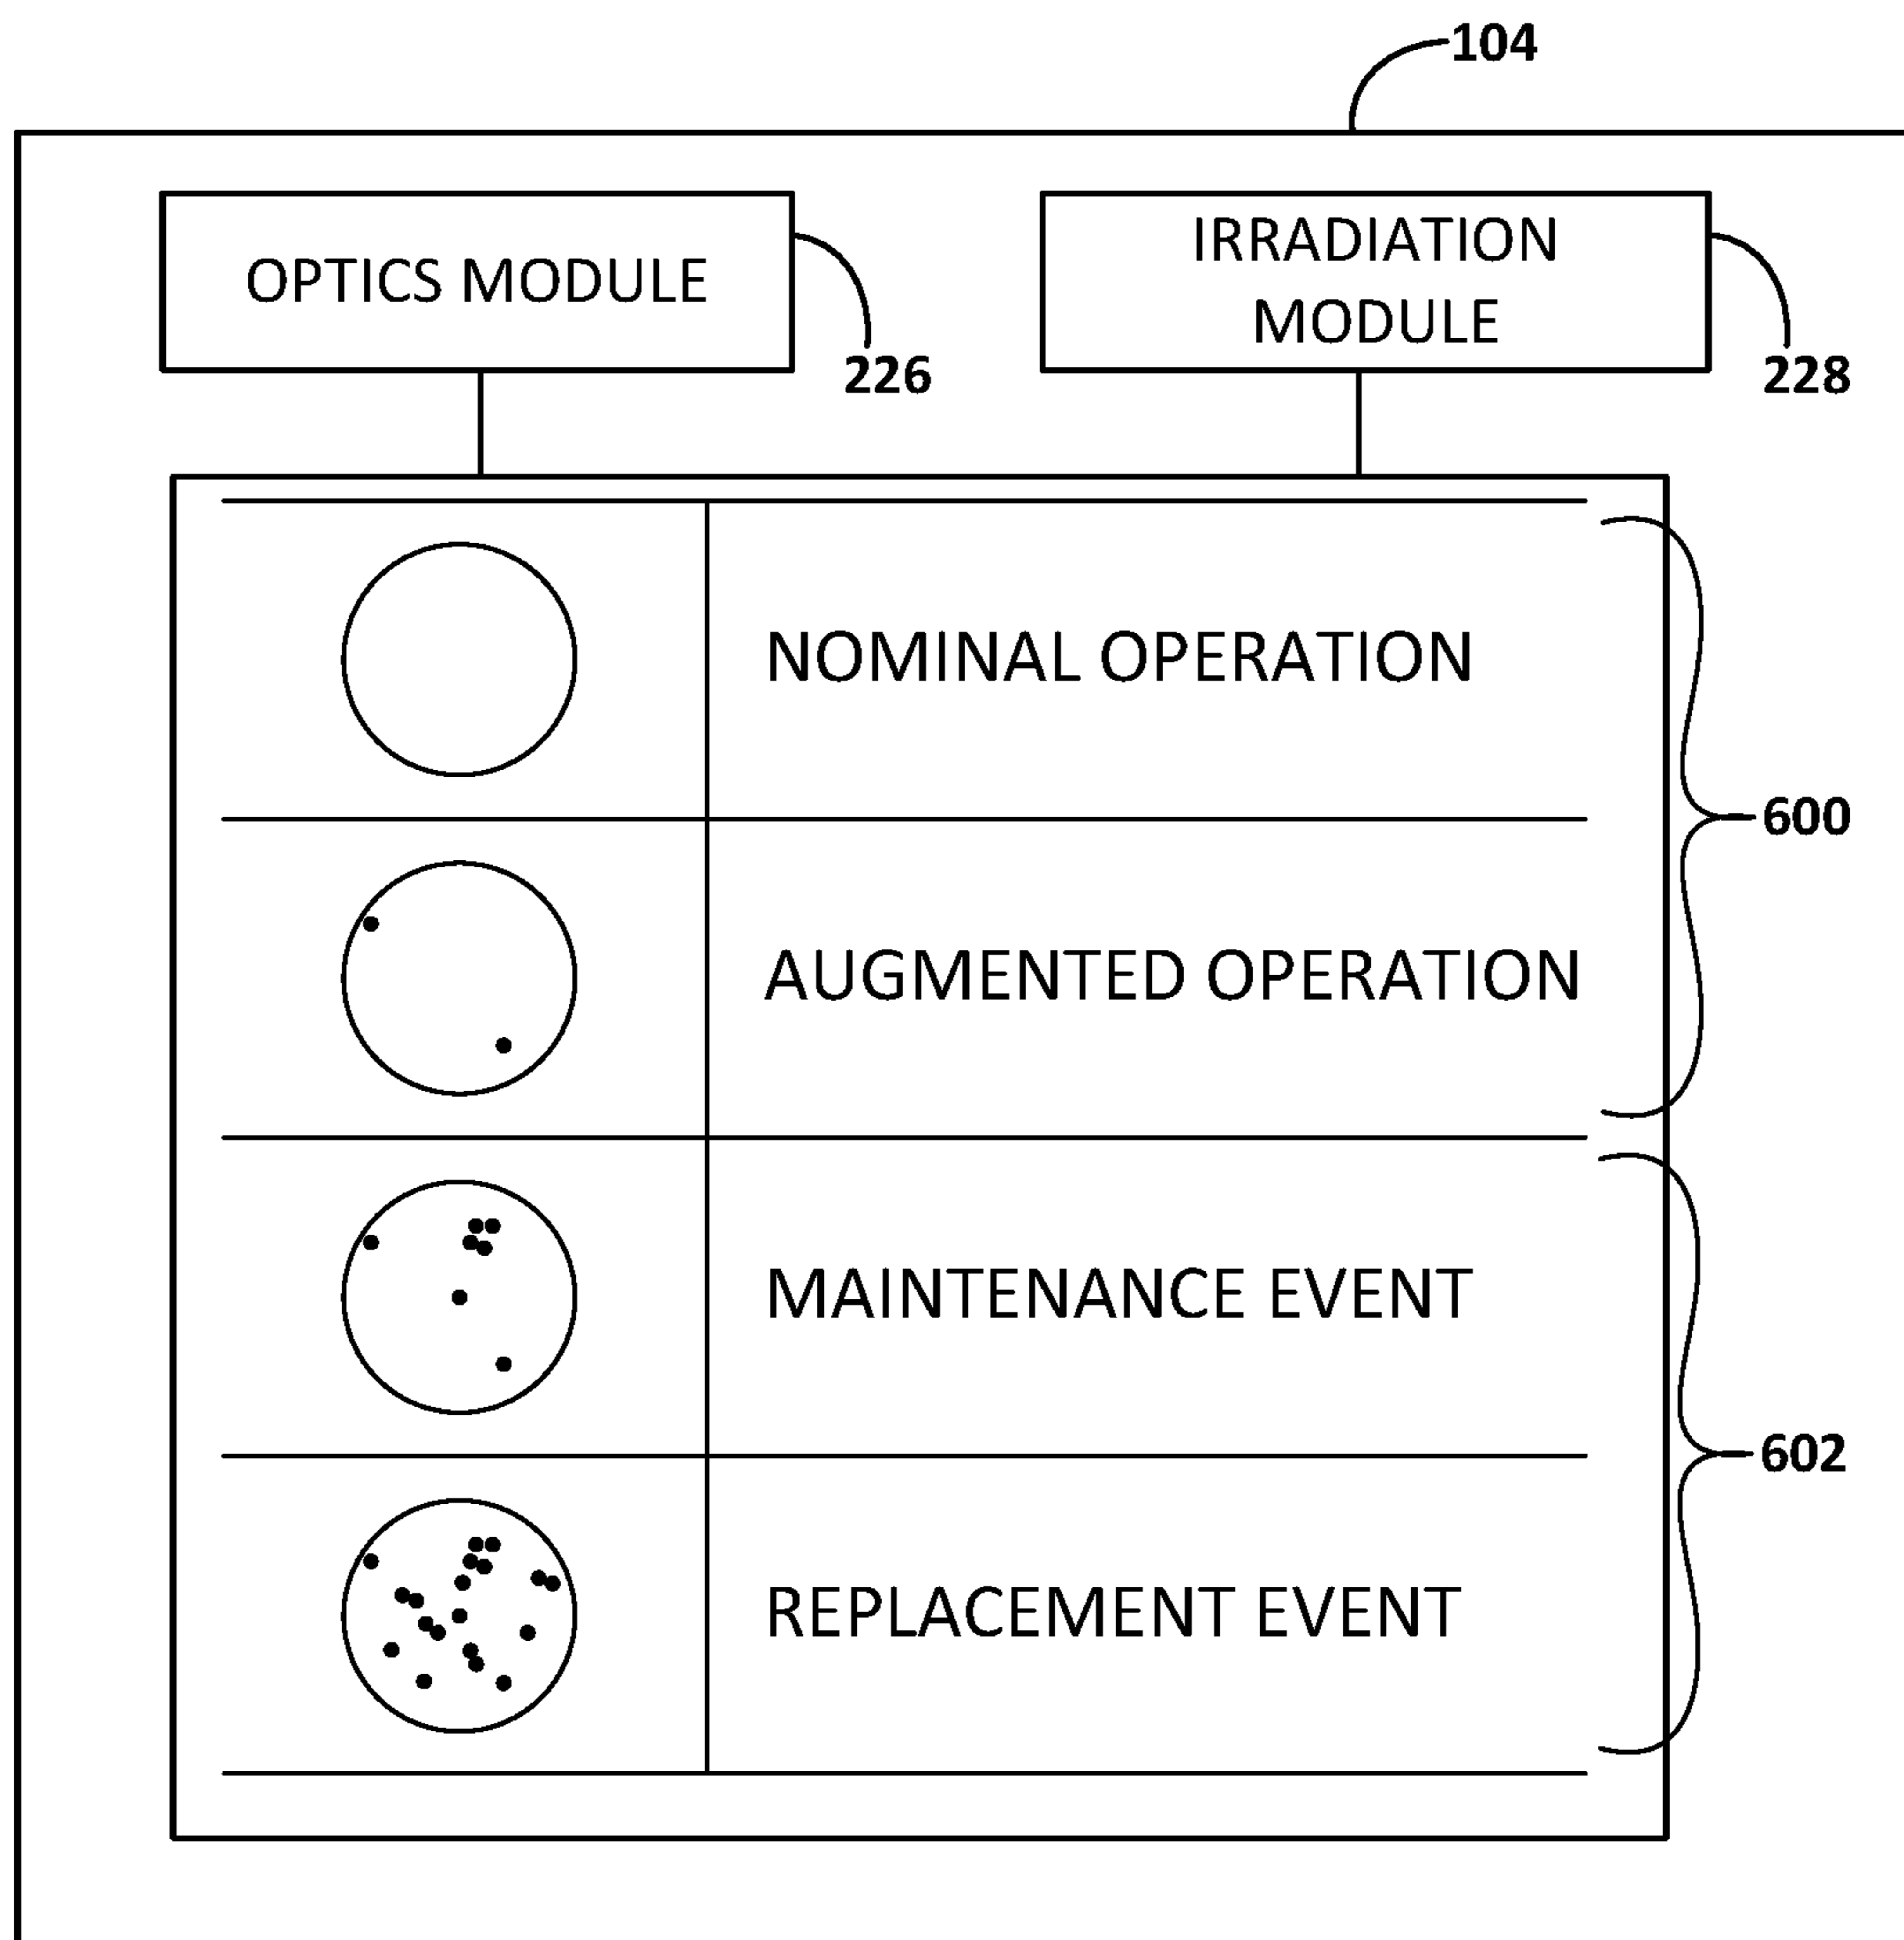 104
OPTICS MODULE
IRRADIATION
MODULE
226
228
NOMINAL OPERATION
600
AUGMENTED OPERATION
MAINTENANCE EVENT
602
REPLACEMENT EVENT